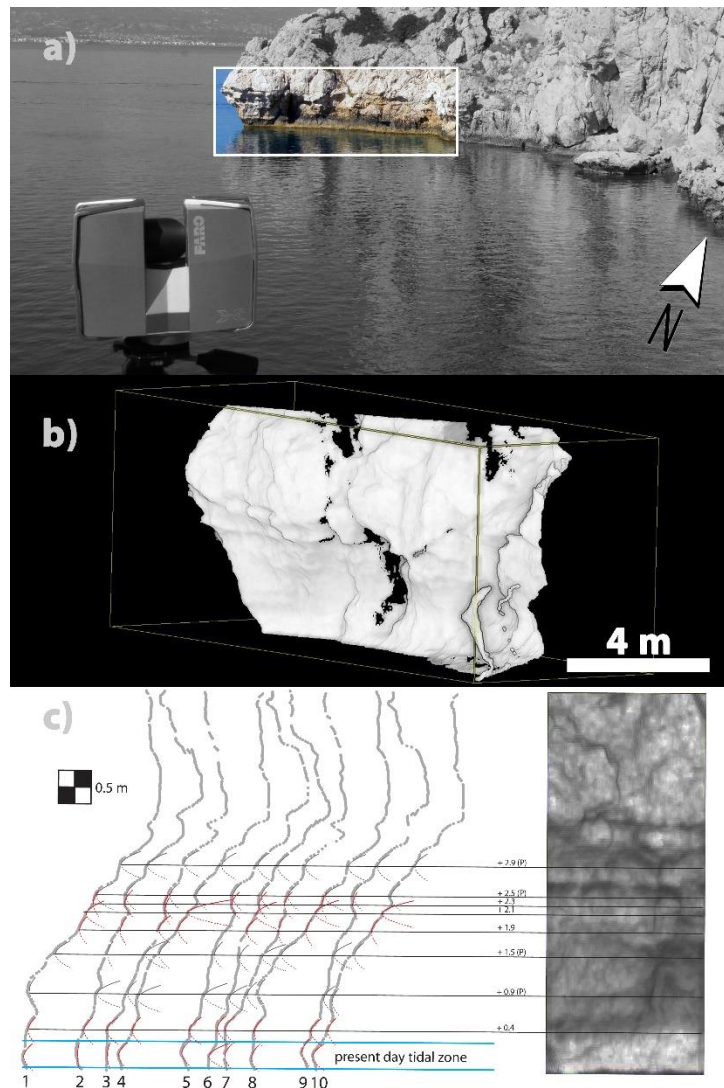 a)
FARO
N
b)
4 m
c)
0.5 m
+ 2.9 (P)
+ 2.5 (P)
+ 2.3
+ 2.1
+ 1.9
+ 1.5 (P)
+ 0.9 (P)
+ 0.4
present day tidal zone
1 2 3 4 5 6 7 8 9 10